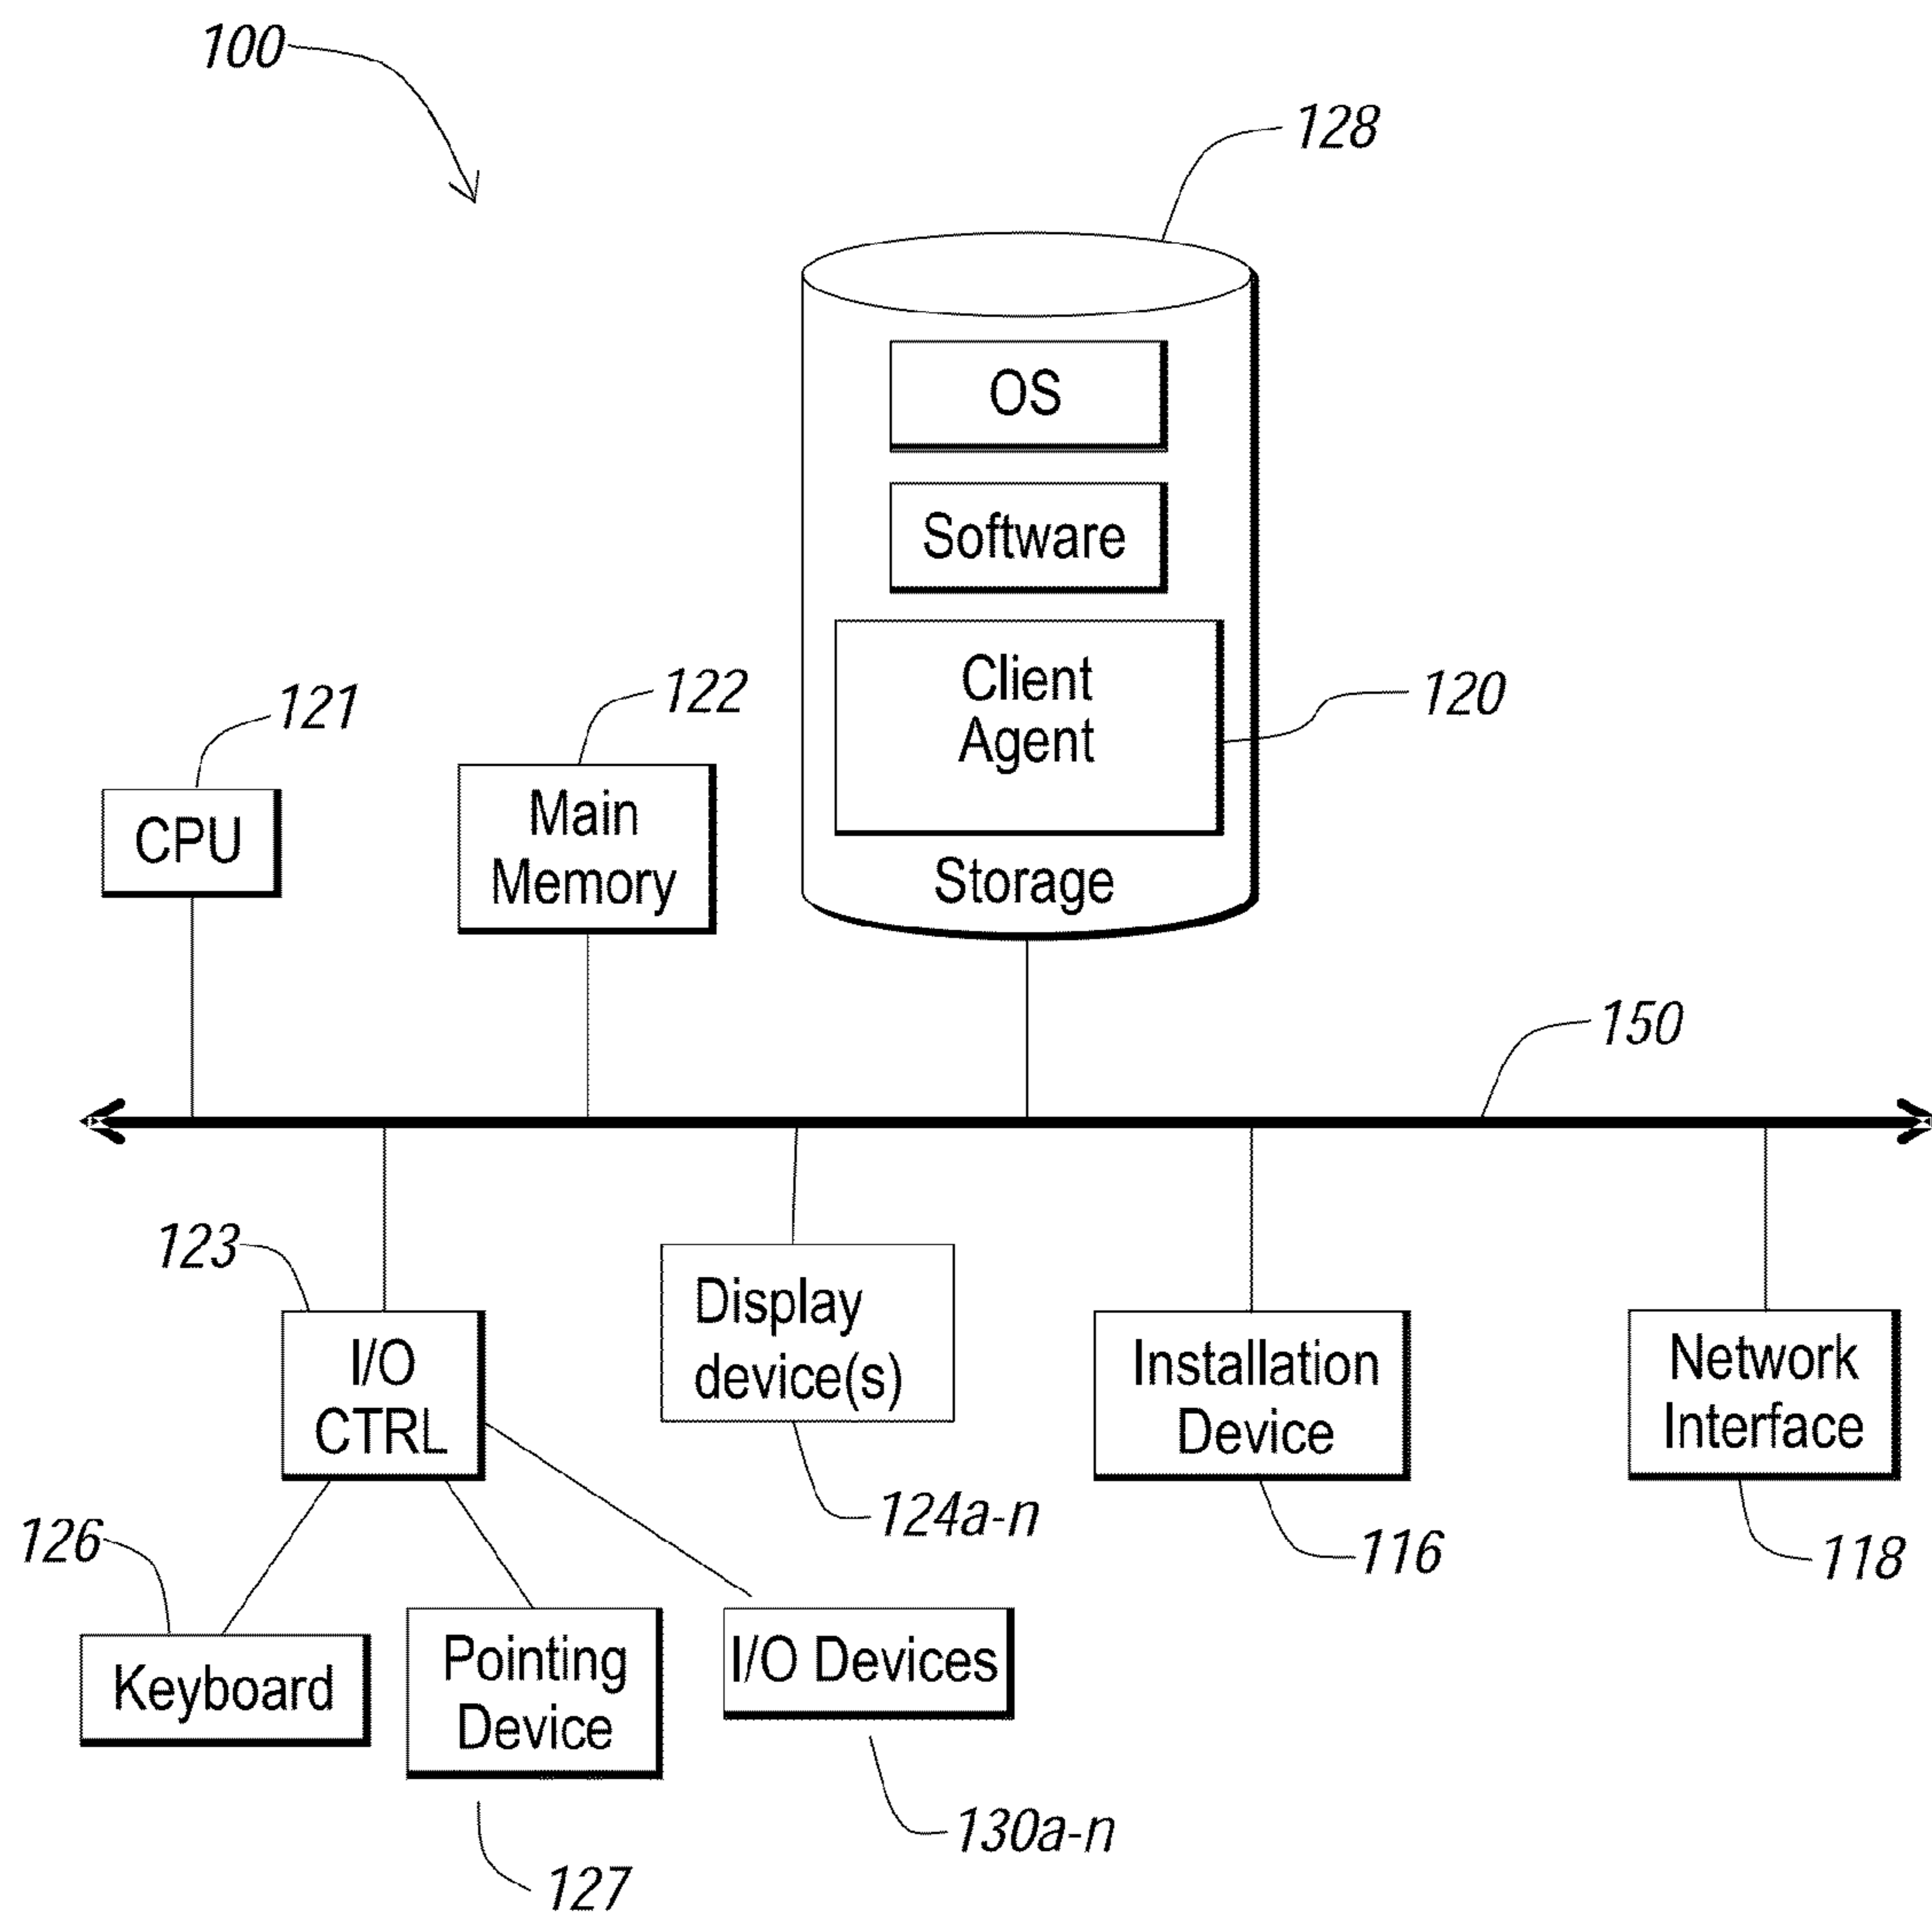 100
128
OS
Software
Client
Agent
120
Storage
121
CPU
122
Main
Memory
150
123
I/O
CTRL
Display
device(s)
124a-n
Installation
Device
116
Network
Interface
118
126
Keyboard
Pointing
Device
127
I/O Devices
130a-n